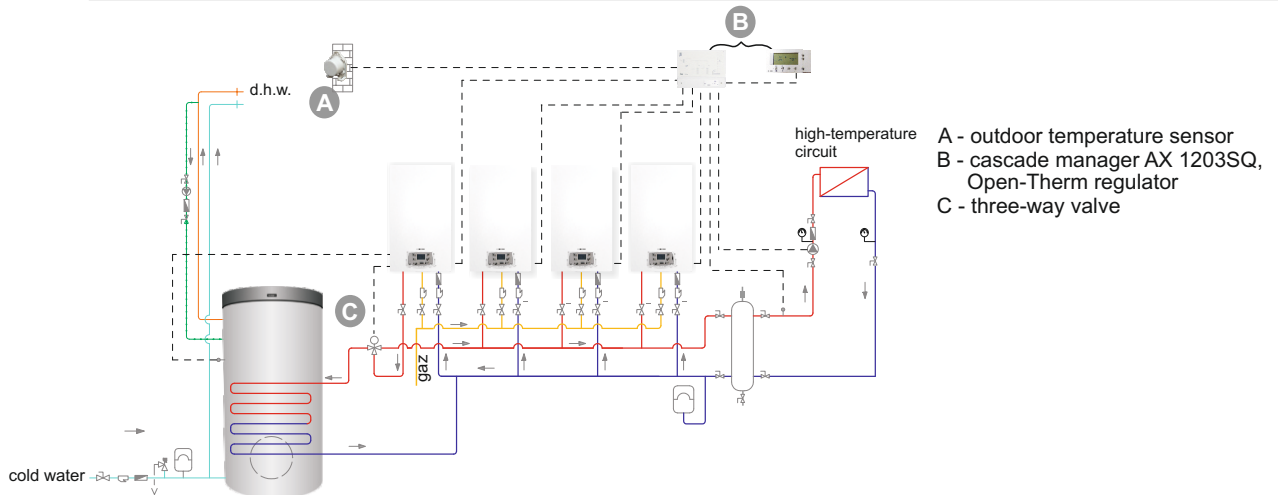 B
A
d.h.w.
high-temperature
circuit
A - outdoor temperature sensor
B - cascade manager AX 1203SQ,
Open-Therm regulator
C - three-way valve
C
gaz
cold water